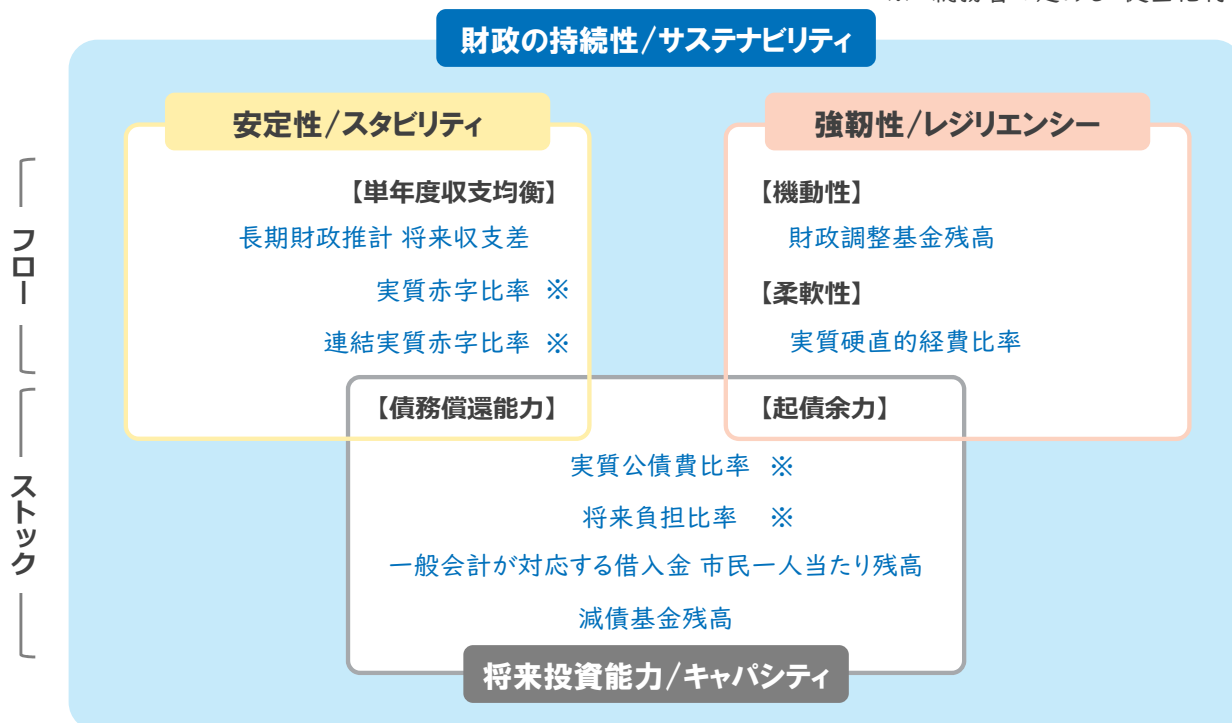 財政の持続性/サステナビリティ
安定性/スタビリティ
強靭性/レジリエンシー
フロー
【単年度収支均衡】
長期財政推計 将来収支差
実質赤字比率 ※
連結実質赤字比率 ※
【機動性】
財政調整基金残高
【柔軟性】
実質硬直的経費比率
ストック
【債務償還能力】
【起債余力】
実質公債費比率 ※
将来負担比率 ※
一般会計が対応する借入金 市民一人当たり残高
減債基金残高
将来投資能力/キャパシティ